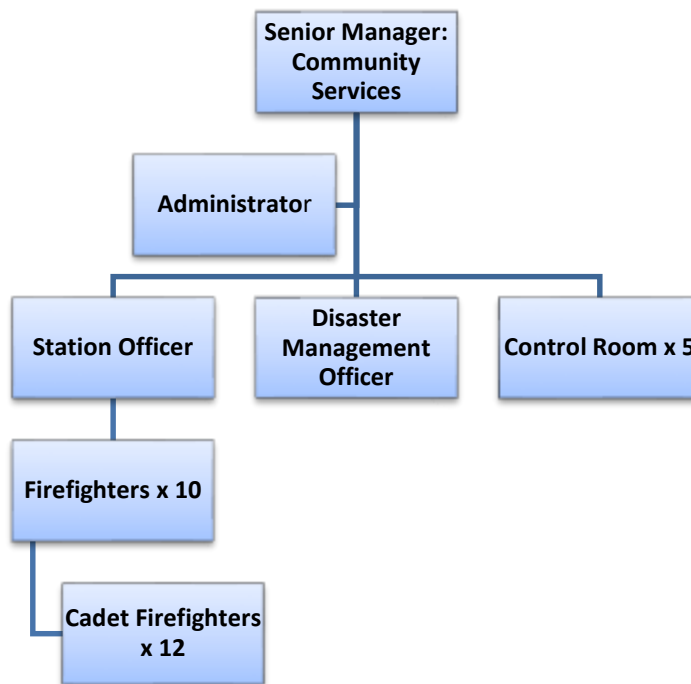 Senior Manager:
Community
Services
Administrator
Station Officer
Disaster
Management
Officer
Control Room x 5
Firefighters x 10
Cadet Firefighters
x 12